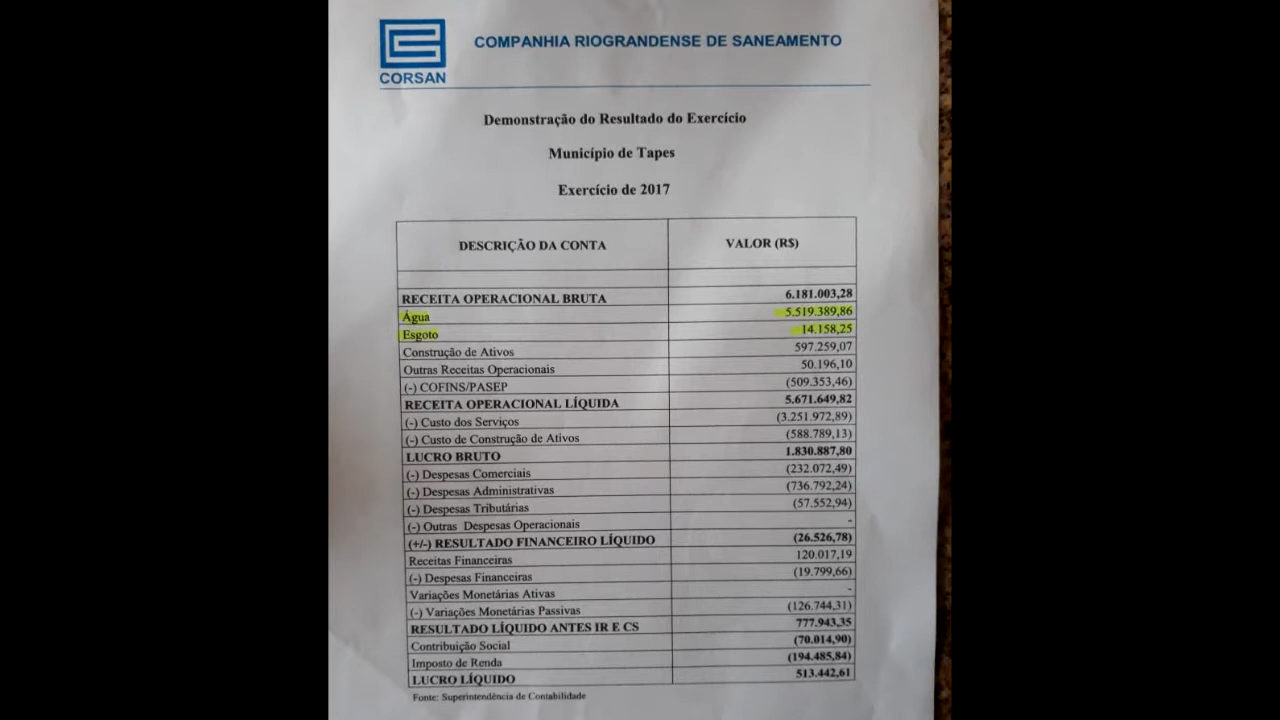 COMPANHIA RIOGRANDENSE DE SANEAMENTO
CORSAN
Demonstração do Resultado do Exercício
Município de Tapes
Exercício de 2017
DESCRIÇÃO DA CONTA VALOR (R$)
RECEITA OPERACIONAL BRUTA 6.181.003,28
Água 5.519.389,86
Esgoto 14.158,25
Construção de Ativos 597.259,07
Outras Receitas Operacionais 50.196,10
(-) COFINS/PASEP (509.353,46)
RECEITA OPERACIONAL LÍQUIDA 5.671.649,82
(-) Custo dos Serviços (3.251.972,89)
(-) Custo de Construção de Ativos (588.789,13)
LUCRO BRUTO 1.830.887,80
(-) Despesas Comerciais (232.072,49)
(-) Despesas Administrativas (736.792,24)
(-) Despesas Tributárias (57.552,94)
(-) Outras Despesas Operacionais -
(+/-) RESULTADO FINANCEIRO LÍQUIDO (26.526,78)
Receitas Financeiras 120.017,19
(-) Despesas Financeiras (19.799,66)
Variações Monetárias Ativas -
(-) Variações Monetárias Passivas (126.744,31)
RESULTADO LÍQUIDO ANTES IR E CS 777.943,35
Contribuição Social (70.014,90)
Imposto de Renda (194.485,84)
LUCRO LÍQUIDO 513.442,61
Fonte: Superintendência de Contabilidade